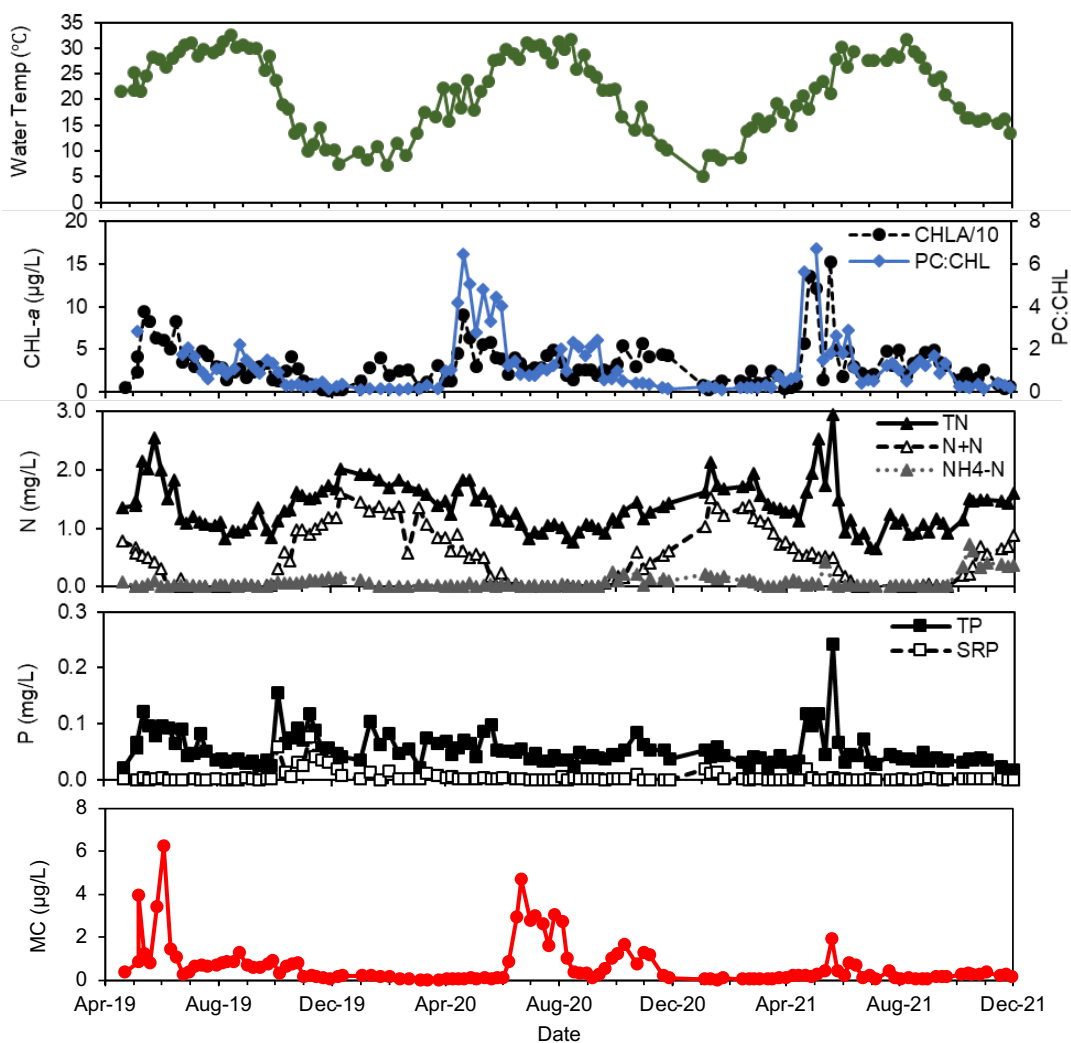 Water Temp (°C)
35
30
25
20
15
10
5
0
CHL-a (µg/L)
20
15
10
5
0
CHLA/10
PC:CHL
8
6
4
2
0
PC:CHL
N (mg/L)
3.0
2.0
1.0
0.0
TN
N+N
NH4-N
P (mg/L)
0.3
0.2
0.1
0.0
TP
SRP
MC (µg/L)
8
6
4
2
0
Apr-19 Aug-19 Dec-19 Apr-20 Aug-20 Dec-20 Apr-21 Aug-21 Dec-21
Date